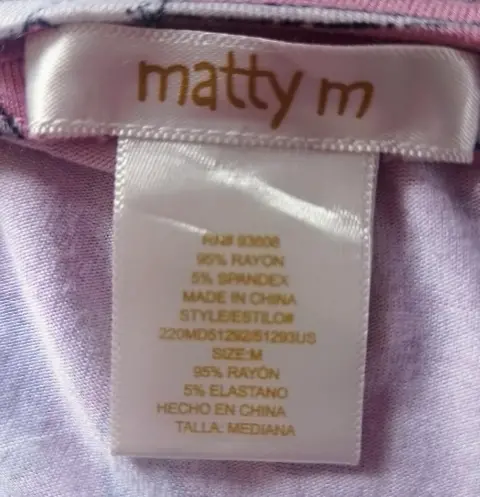 matty m
RN# 93608
95% RAYON
5% SPANDEX
MADE IN CHINA
STYLE/ESTILO#
220MD51292/51293US
SIZE:M
95% RAYÓN
5% ELASTANO
HECHO EN CHINA
TALLA: MEDIANA